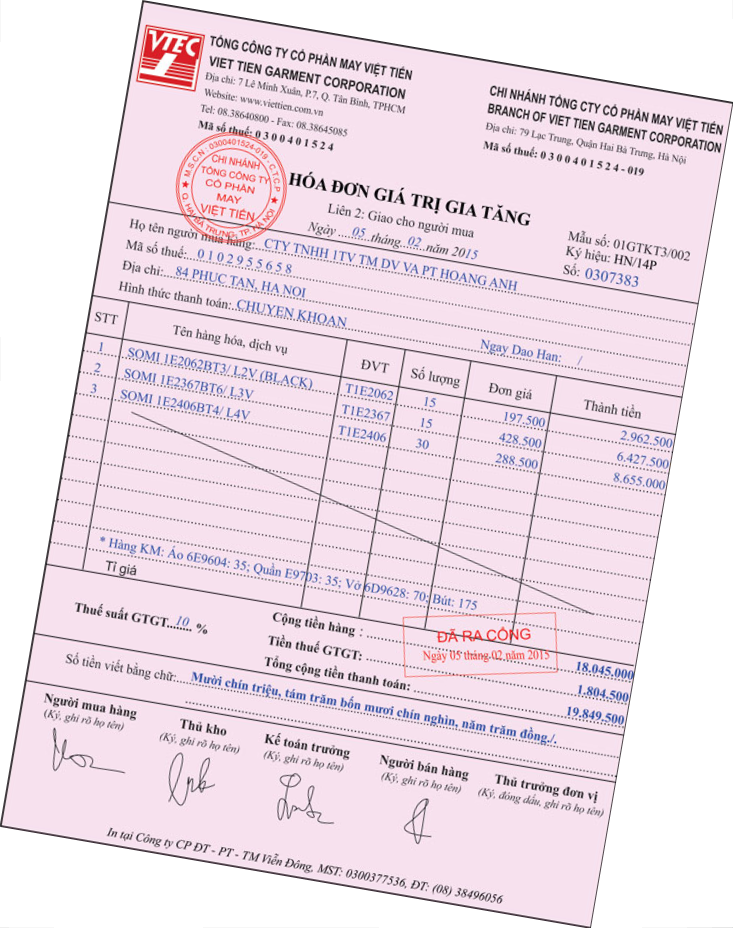 VTEC
TỔNG CÔNG TY CỔ PHẦN MAY VIỆT TIẾN
VIET TIEN GARMENT CORPORATION
Địa chỉ: 7 Lê Minh Xuân, P.7, Q. Tân Bình, TPHCM
Website: www.viettien.com.vn
Tel: 08.38640800 - Fax: 08.38645085
Mã số thuế: 0 3 0 0 4 0 1 5 2 4
CHI NHÁNH TỔNG CTY CỔ PHẦN MAY VIỆT TIẾN
BRANCH OF VIET TIEN GARMENT CORPORATION
Địa chỉ: 79 Lạc Trung, Quận Hai Bà Trưng, Hà Nội
Mã số thuế: 0 3 0 0 4 0 1 5 2 4 - 019
M.S.C.N : 0300401524-019 - C.T.C.P
CHI NHÁNH
TỔNG CÔNG TY
CỔ PHẦN
MAY
VIỆT TIẾN
Q. HAI BÀ TRƯNG, TP. HÀ NỘI
HÓA ĐƠN GIÁ TRỊ GIA TĂNG
Liên 2: Giao cho người mua
Ngày ....05.tháng..02..năm 2015
Mẫu số: 01GTKT3/002
Ký hiệu: HN/14P
Số: 0307383
Họ tên người mua hàng: CTY TNHH 1TV TM DV VA PT HOANG ANH
Mã số thuế: 0 1 0 2 9 5 5 6 5 8
Địa chỉ: 84 PHUC TAN, HA NOI
Hình thức thanh toán: CHUYEN KHOAN
Ngay Dao Han: /
STT Tên hàng hóa, dịch vụ ĐVT Số lượng Đơn giá Thành tiền
1 SOMI 1E2062BT3/ L2V (BLACK) T1E2062 15 197.500 2.962.500
2 SOMI 1E2367BT6/ L3V T1E2367 15 428.500 6.427.500
3 SOMI 1E2406BT4/ L4V T1E2406 30 288.500 8.655.000
* Hàng KM: Áo 6E9604: 35; Quần E9703: 35; Vở 6D9628: 70; Bút: 175
Tỉ giá
Cộng tiền hàng : 18.045.000
Thuế suất GTGT......10 % Tiền thuế GTGT: 1.804.500
Tổng cộng tiền thanh toán: 19.849.500
ĐÃ RA CỔNG
Ngày 05 tháng 02 năm 2015
Số tiền viết bằng chữ: Mười chín triệu, tám trăm bốn mươi chín nghìn, năm trăm đồng./.
Người mua hàng Thủ kho Kế toán trưởng Người bán hàng Thủ trưởng đơn vị
(Ký, ghi rõ họ tên) (Ký, ghi rõ họ tên) (Ký, ghi rõ họ tên) (Ký, ghi rõ họ tên) (Ký, đóng dấu, ghi rõ họ tên)
In tại Công ty CP ĐT - PT - TM Viễn Đông, MST: 0300377536, ĐT: (08) 38496056